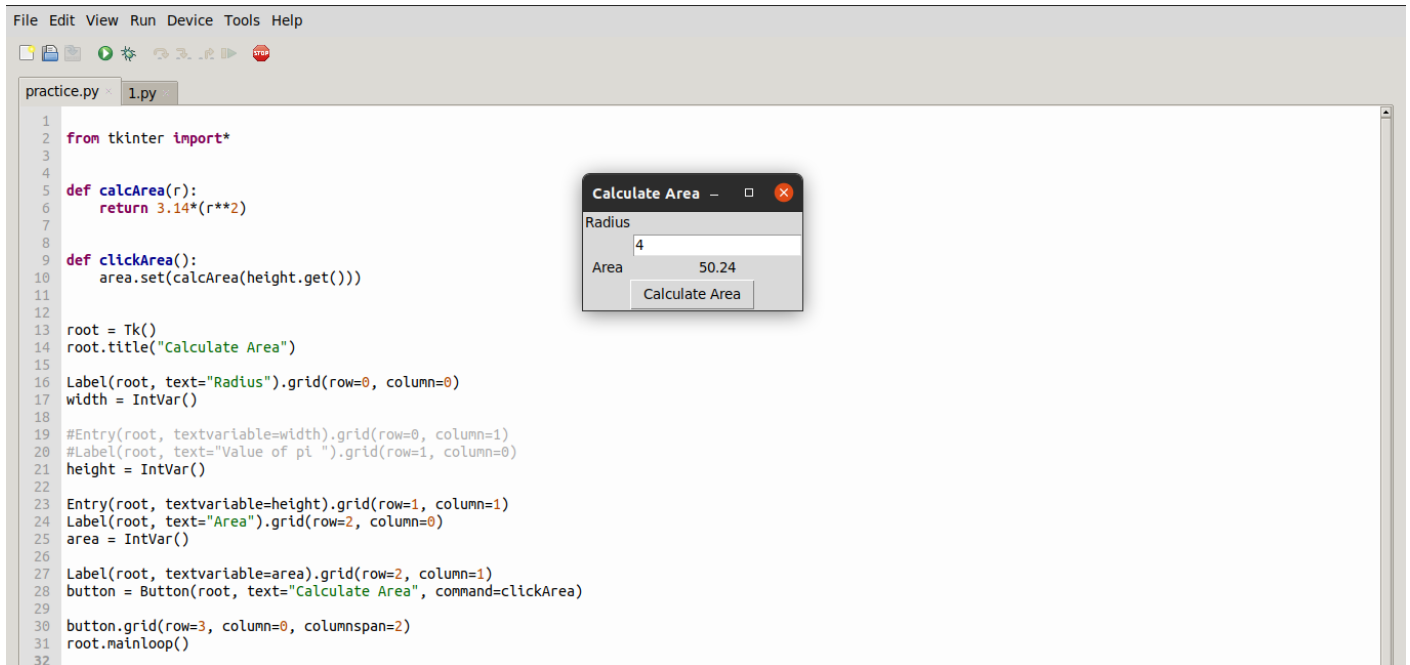 File Edit View Run Device Tools Help
STOP
practice.py × 1.py ×
1
2 from tkinter import*
3
4
5 def calcArea(r):
6     return 3.14*(r**2)
7
8
9 def clickArea():
10     area.set(calcArea(height.get()))
11
12
13 root = Tk()
14 root.title("Calculate Area")
15
16 Label(root, text="Radius").grid(row=0, column=0)
17 width = IntVar()
18
19 #Entry(root, textvariable=width).grid(row=0, column=1)
20 #Label(root, text="Value of pi ").grid(row=1, column=0)
21 height = IntVar()
22
23 Entry(root, textvariable=height).grid(row=1, column=1)
24 Label(root, text="Area").grid(row=2, column=0)
25 area = IntVar()
26
27 Label(root, textvariable=area).grid(row=2, column=1)
28 button = Button(root, text="Calculate Area", command=clickArea)
29
30 button.grid(row=3, column=0, columnspan=2)
31 root.mainloop()
32
Calculate Area
Radius
4
Area 50.24
Calculate Area